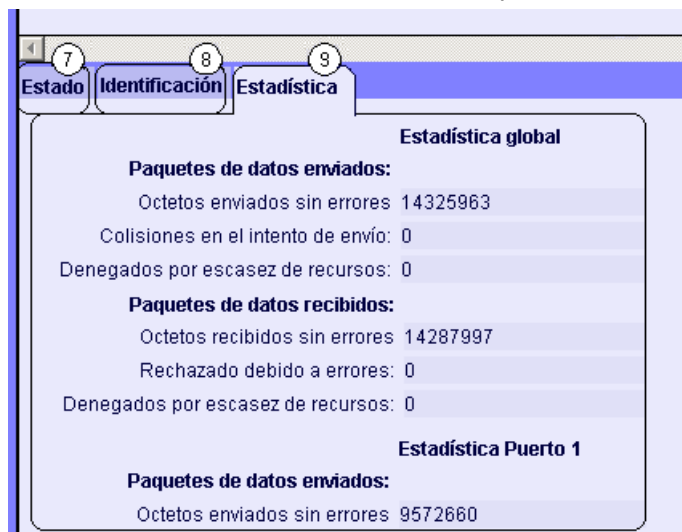 7 8 9
Estado Identificación Estadística
Estadística global
Paquetes de datos enviados:
Octetos enviados sin errores 14325963
Colisiones en el intento de envío: 0
Denegados por escasez de recursos: 0
Paquetes de datos recibidos:
Octetos recibidos sin errores 14287997
Rechazado debido a errores: 0
Denegados por escasez de recursos: 0
Estadística Puerto 1
Paquetes de datos enviados:
Octetos enviados sin errores 9572660